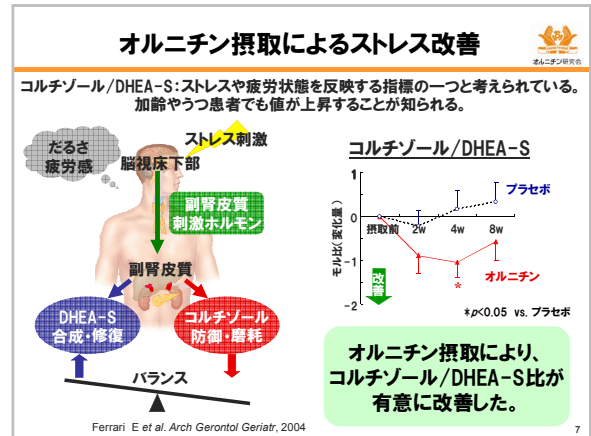 オルニチン摂取によるストレス改善
オルニチン研究会
コルチゾール/DHEA-S:ストレスや疲労状態を反映する指標の一つと考えられている。
加齢やうつ患者でも値が上昇することが知られる。
だるさ
疲労感
ストレス刺激
脳視床下部
副腎皮質
刺激ホルモン
副腎皮質
DHEA-S
合成・修復
コルチゾール
防御・磨耗
バランス
Ferrari E et al. Arch Gerontol Geriatr, 2004
コルチゾール/DHEA-S
モル比(変化量)
1
0
-1
-2
プラセボ
摂取前 2w 4w 8w
オルニチン
*
改善
*p<0.05 vs. プラセボ
オルニチン摂取により、
コルチゾール/DHEA-S比が
有意に改善した。
7